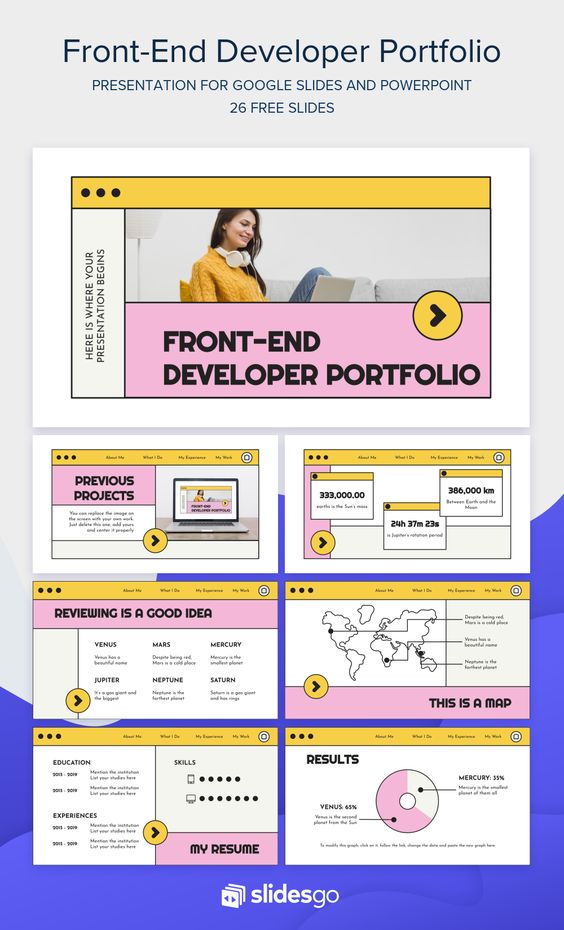 Front-End Developer Portfolio
PRESENTATION FOR GOOGLE SLIDES AND POWERPOINT
26 FREE SLIDES
HERE IS WHERE YOUR
PRESENTATION BEGINS
FRONT-END
DEVELOPER PORTFOLIO
About Me What I Do My Experience My Work
PREVIOUS
PROJECTS
You can replace the image on
the screen with your own work.
Just delete this one, add yours
and center it properly
FRONT-END
DEVELOPER PORTFOLIO
About Me What I Do My Experience My Work
333,000.00
earths is the Sun's mass
24h 37m 23s
is Jupiter's rotation period
386,000 km
Between Earth and the
Moon
About Me What I Do My Experience My Work
REVIEWING IS A GOOD IDEA
VENUS
Venus has a
beautiful name
MARS
Despite being red,
Mars is a cold place
MERCURY
Mercury is the
smallest planet
JUPITER
It's a gas giant and
the biggest
NEPTUNE
Neptune is the
farthest planet
SATURN
Saturn is a gas giant
and has rings
About Me What I Do My Experience My Work
Despite being red,
Mars is a cold place
Venus has a
beautiful name
Neptune is the
farthest planet
THIS IS A MAP
About Me What I Do My Experience My Work
EDUCATION
2015 - 2019 Mention the institution
List your studies here
2015 - 2019 Mention the institution
List your studies here
EXPERIENCES
2015 - 2019 Mention the institution
List your studies here
2015 - 2019 Mention the institution
List your studies here
SKILLS
MY RESUME
About Me What I Do My Experience My Work
RESULTS
MERCURY: 35%
Mercury is the smallest
planet of them all
VENUS: 65%
Venus is the second
planet from the Sun
To modify this graph, click on it, follow the link, change the data and paste the new graph here.
slidesgo